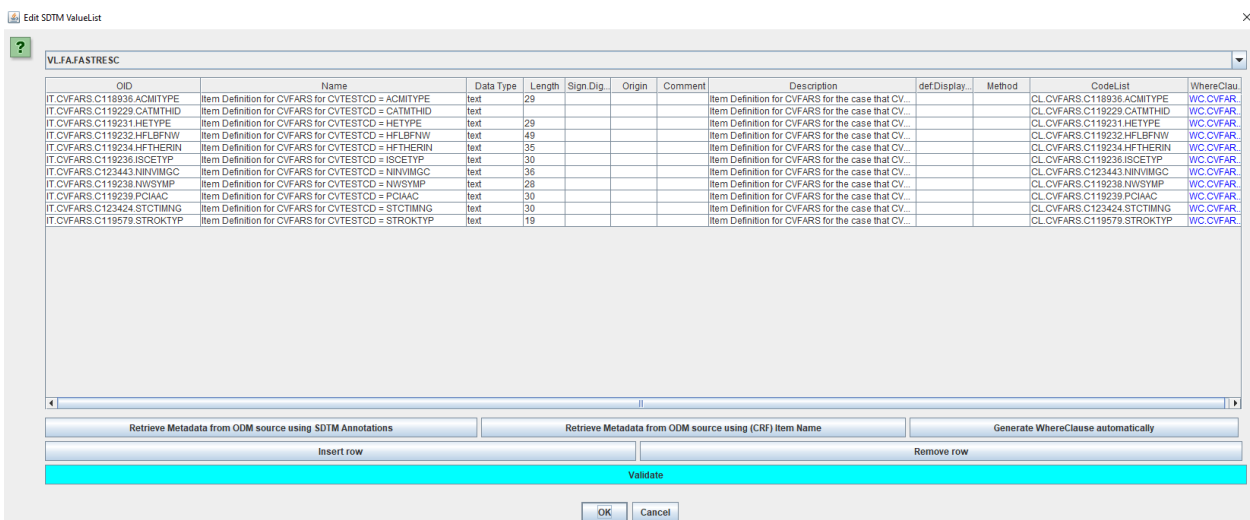 Edit SDTM ValueList
?
VL.FA.FASTRESC
OID Name Data Type Length Sign.Dig... Origin Comment Description def:Display... Method CodeList WhereClau...
IT.CVFARS.C118936.ACMITYPE Item Definition for CVFARS for CVTESTCD = ACMITYPE text 29 Item Definition for CVFARS for the case that CV... CL.CVFARS.C118936.ACMITYPE WC.CVFAR...
IT.CVFARS.C119229.CATMTHID Item Definition for CVFARS for CVTESTCD = CATMTHID text Item Definition for CVFARS for the case that CV... CL.CVFARS.C119229.CATMTHID WC.CVFAR...
IT.CVFARS.C119231.HETYPE Item Definition for CVFARS for CVTESTCD = HETYPE text 29 Item Definition for CVFARS for the case that CV... CL.CVFARS.C119231.HETYPE WC.CVFAR...
IT.CVFARS.C119232.HFLBFNW Item Definition for CVFARS for CVTESTCD = HFLBFNW text 49 Item Definition for CVFARS for the case that CV... CL.CVFARS.C119232.HFLBFNW WC.CVFAR...
IT.CVFARS.C119234.HFTHERIN Item Definition for CVFARS for CVTESTCD = HFTHERIN text 35 Item Definition for CVFARS for the case that CV... CL.CVFARS.C119234.HFTHERIN WC.CVFAR...
IT.CVFARS.C119236.ISCETYP Item Definition for CVFARS for CVTESTCD = ISCETYP text 30 Item Definition for CVFARS for the case that CV... CL.CVFARS.C119236.ISCETYP WC.CVFAR...
IT.CVFARS.C123443.NINVIMGC Item Definition for CVFARS for CVTESTCD = NINVIMGC text 36 Item Definition for CVFARS for the case that CV... CL.CVFARS.C123443.NINVIMGC WC.CVFAR...
IT.CVFARS.C119238.NWSYMP Item Definition for CVFARS for CVTESTCD = NWSYMP text 28 Item Definition for CVFARS for the case that CV... CL.CVFARS.C119238.NWSYMP WC.CVFAR...
IT.CVFARS.C119239.PCIAAC Item Definition for CVFARS for CVTESTCD = PCIAAC text 30 Item Definition for CVFARS for the case that CV... CL.CVFARS.C119239.PCIAAC WC.CVFAR...
IT.CVFARS.C123424.STCTIMNG Item Definition for CVFARS for CVTESTCD = STCTIMNG text 30 Item Definition for CVFARS for the case that CV... CL.CVFARS.C123424.STCTIMNG WC.CVFAR...
IT.CVFARS.C119579.STROKTYP Item Definition for CVFARS for CVTESTCD = STROKTYP text 19 Item Definition for CVFARS for the case that CV... CL.CVFARS.C119579.STROKTYP WC.CVFAR...
Retrieve Metadata from ODM source using SDTM Annotations Retrieve Metadata from ODM source using (CRF) Item Name Generate WhereClause automatically
Insert row Remove row
Validate
OK Cancel